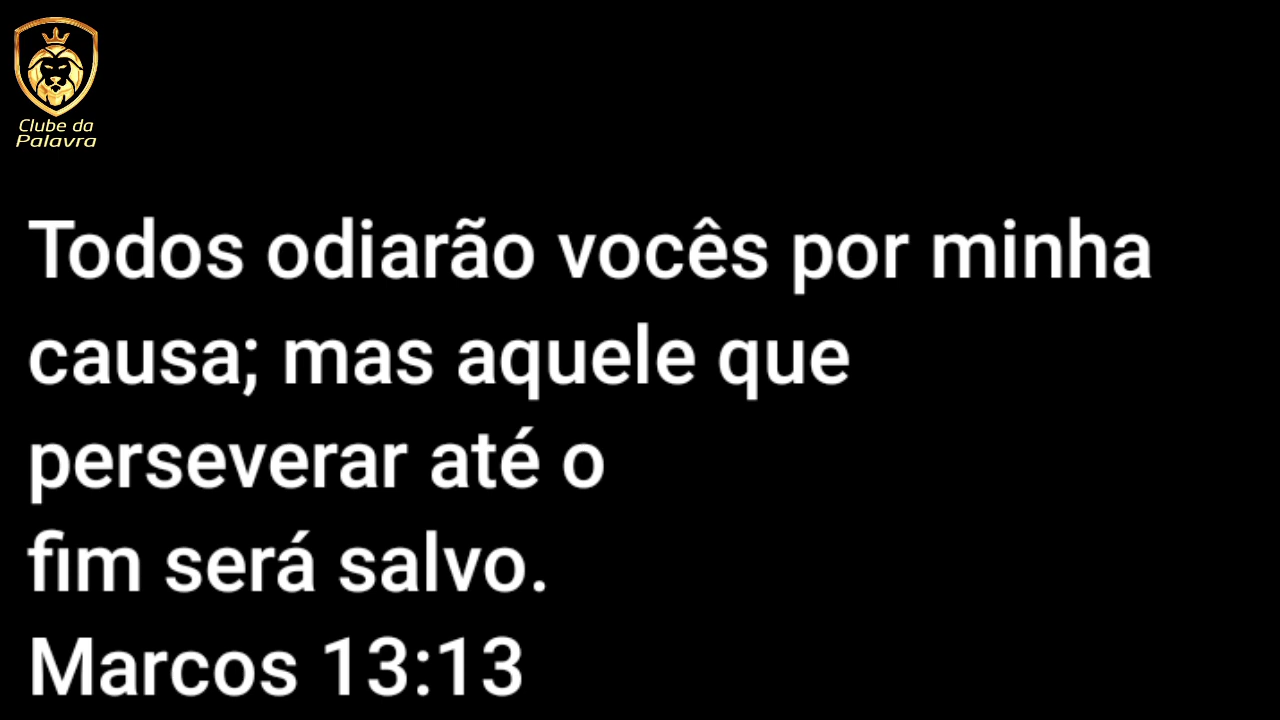 Clube da
Palavra
Todos odiarão vocês por minha
causa; mas aquele que
perseverar até o
fim será salvo.
Marcos 13:13